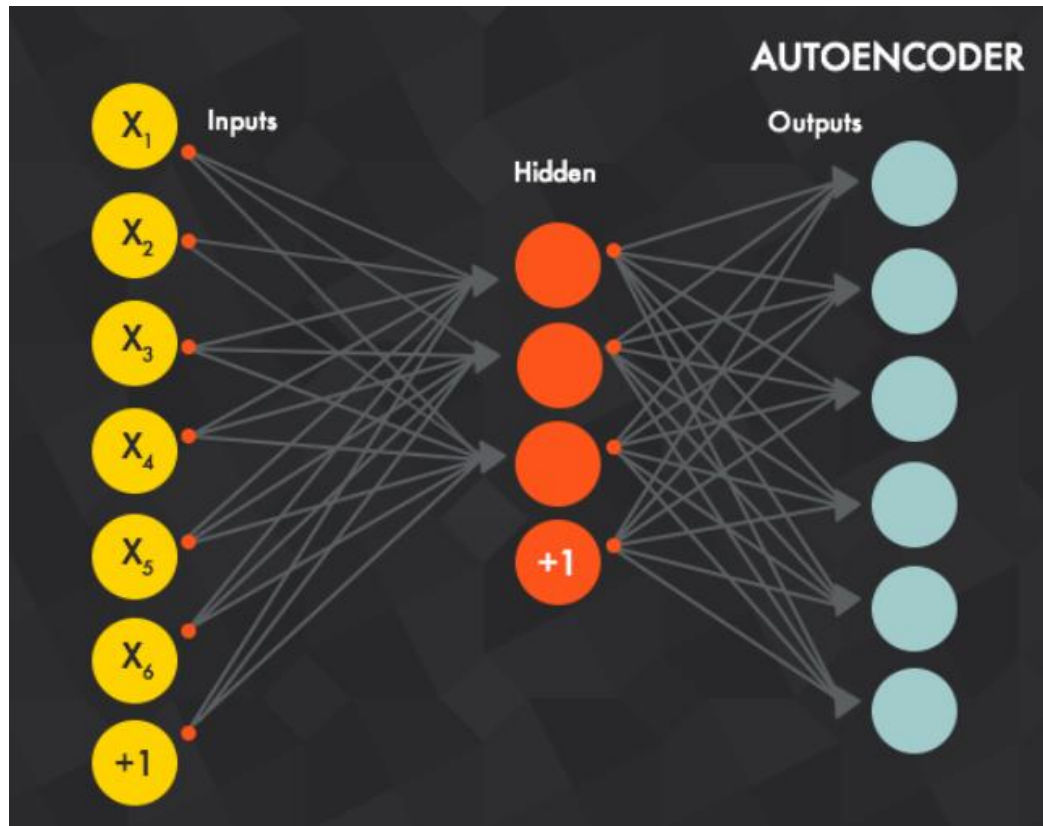 AUTOENCODER
Inputs
Outputs
Hidden
X1
X2
X3
X4
X5
X6
+1
+1